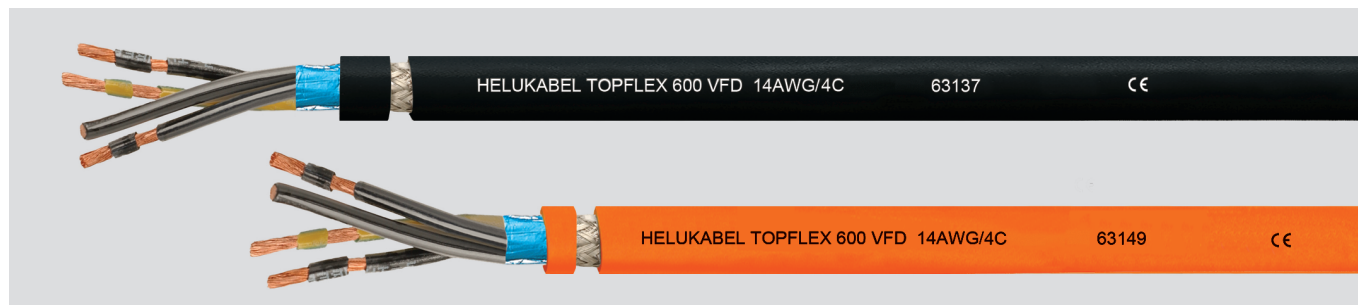 HELUKABEL TOPFLEX 600 VFD 14AWG/4C 63137 CE
HELUKABEL TOPFLEX 600 VFD 14AWG/4C 63149 CE